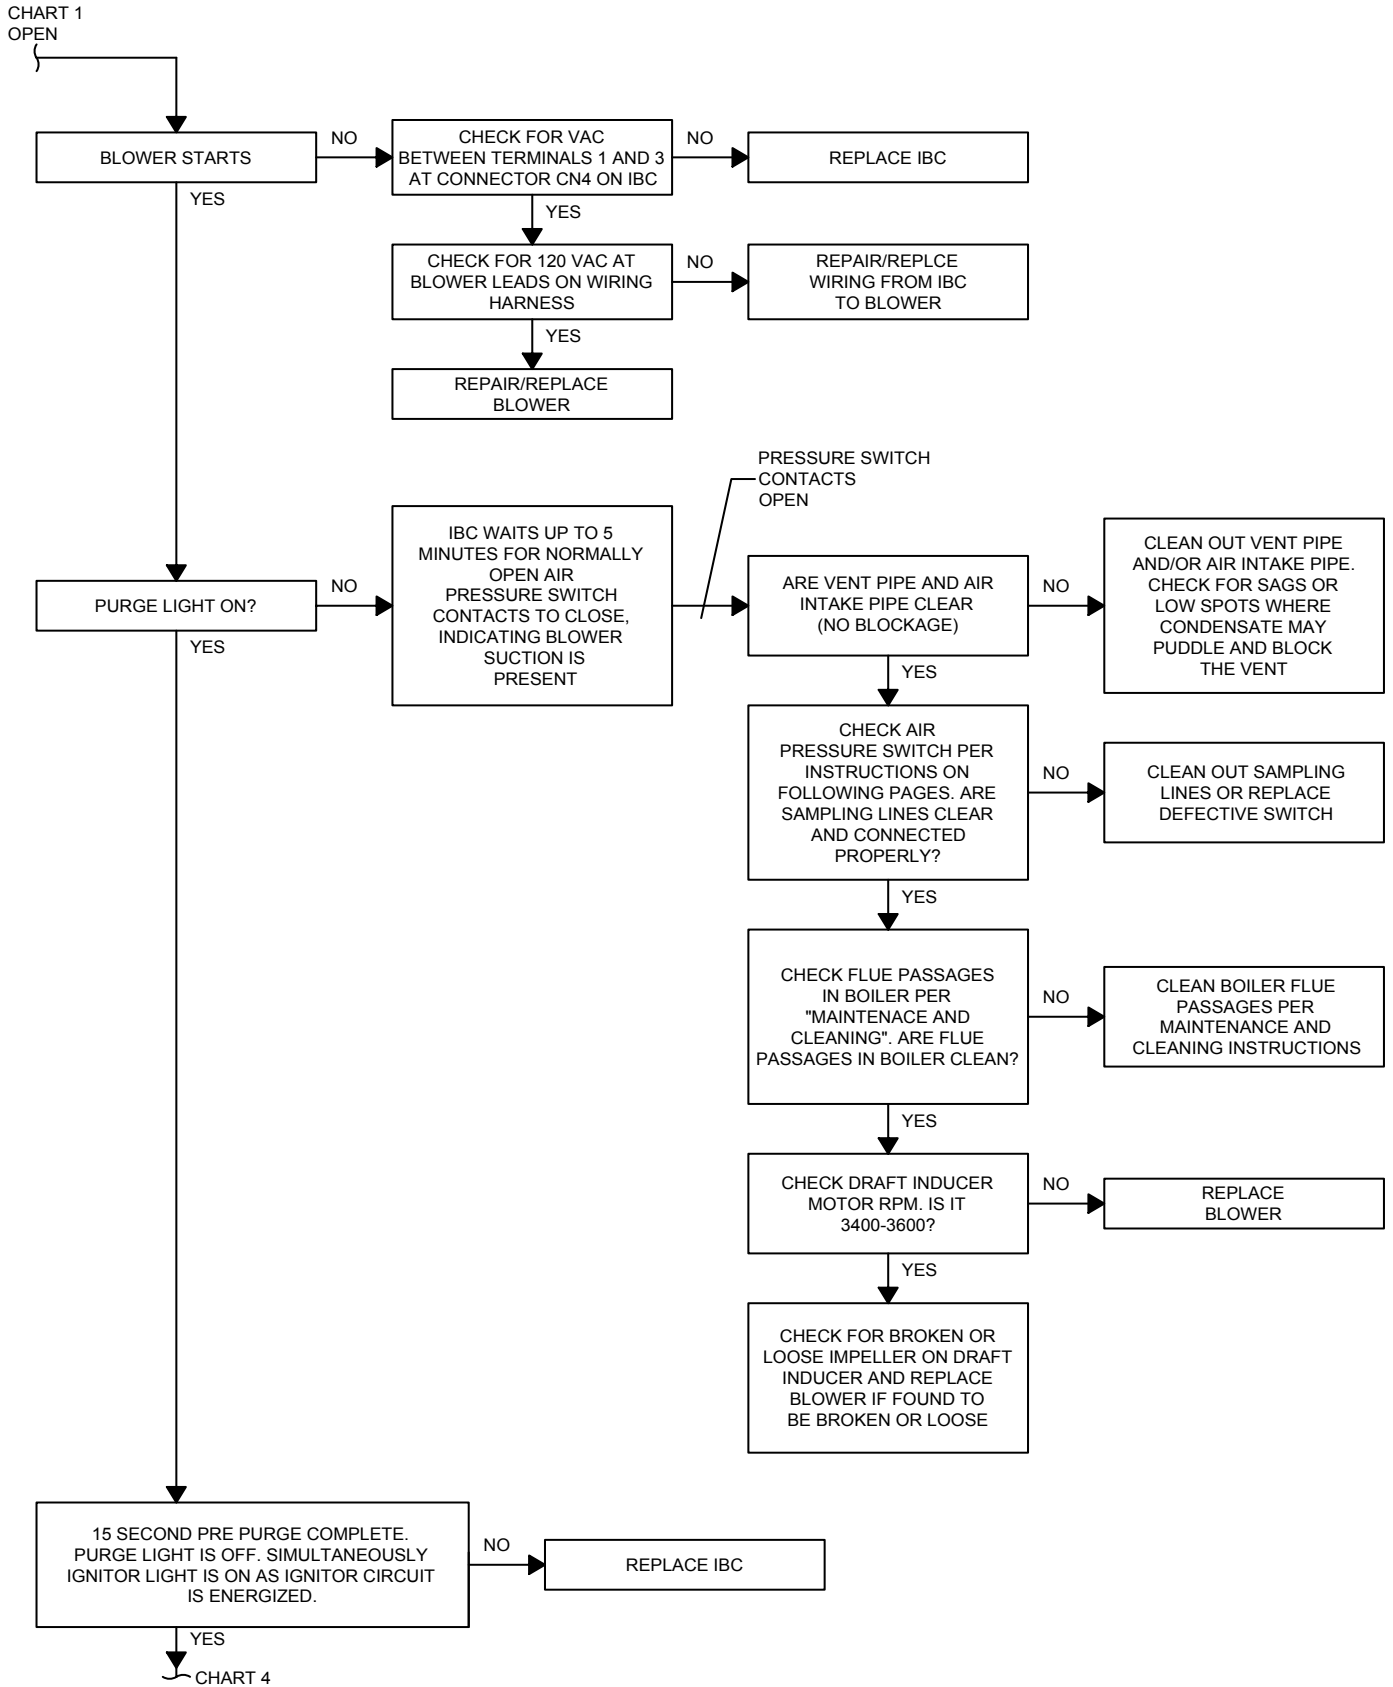 CHART 1
OPEN
BLOWER STARTS
NO
CHECK FOR VAC
BETWEEN TERMINALS 1 AND 3
AT CONNECTOR CN4 ON IBC
NO
REPLACE IBC
YES
YES
CHECK FOR 120 VAC AT
BLOWER LEADS ON WIRING
HARNESS
NO
REPAIR/REPLCE
WIRING FROM IBC
TO BLOWER
YES
REPAIR/REPLACE
BLOWER
PRESSURE SWITCH
CONTACTS
OPEN
PURGE LIGHT ON?
NO
IBC WAITS UP TO 5
MINUTES FOR NORMALLY
OPEN AIR
PRESSURE SWITCH
CONTACTS TO CLOSE,
INDICATING BLOWER
SUCTION IS
PRESENT
ARE VENT PIPE AND AIR
INTAKE PIPE CLEAR
(NO BLOCKAGE)
NO
CLEAN OUT VENT PIPE
AND/OR AIR INTAKE PIPE.
CHECK FOR SAGS OR
LOW SPOTS WHERE
CONDENSATE MAY
PUDDLE AND BLOCK
THE VENT
YES
YES
CHECK AIR
PRESSURE SWITCH PER
INSTRUCTIONS ON
FOLLOWING PAGES. ARE
SAMPLING LINES CLEAR
AND CONNECTED
PROPERLY?
NO
CLEAN OUT SAMPLING
LINES OR REPLACE
DEFECTIVE SWITCH
YES
CHECK FLUE PASSAGES
IN BOILER PER
"MAINTENACE AND
CLEANING". ARE FLUE
PASSAGES IN BOILER CLEAN?
NO
CLEAN BOILER FLUE
PASSAGES PER
MAINTENANCE AND
CLEANING INSTRUCTIONS
YES
CHECK DRAFT INDUCER
MOTOR RPM. IS IT
3400-3600?
NO
REPLACE
BLOWER
YES
CHECK FOR BROKEN OR
LOOSE IMPELLER ON DRAFT
INDUCER AND REPLACE
BLOWER IF FOUND TO
BE BROKEN OR LOOSE
15 SECOND PRE PURGE COMPLETE.
PURGE LIGHT IS OFF. SIMULTANEOUSLY
IGNITOR LIGHT IS ON AS IGNITOR CIRCUIT
IS ENERGIZED.
NO
REPLACE IBC
YES
CHART 4